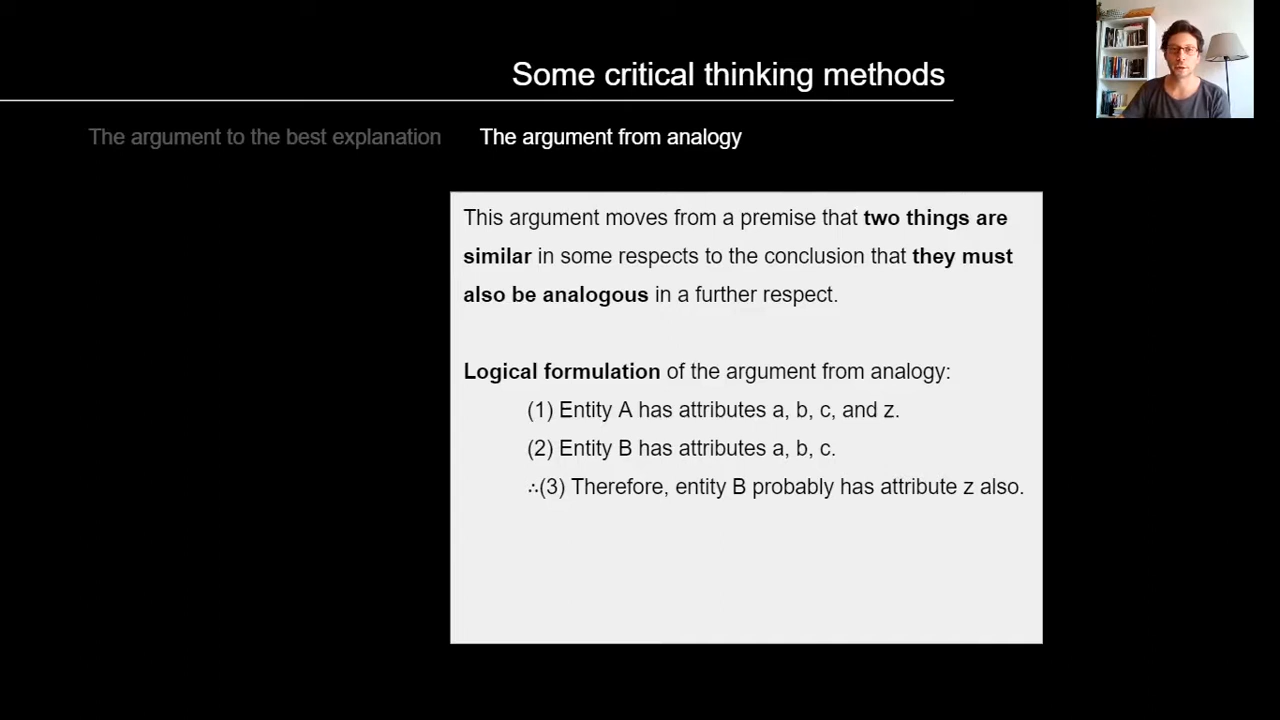 Some critical thinking methods
The argument to the best explanation
The argument from analogy
This argument moves from a premise that two things are
similar in some respects to the conclusion that they must
also be analogous in a further respect.
Logical formulation of the argument from analogy:
(1) Entity A has attributes a, b, c, and z.
(2) Entity B has attributes a, b, c.
∴(3) Therefore, entity B probably has attribute z also.